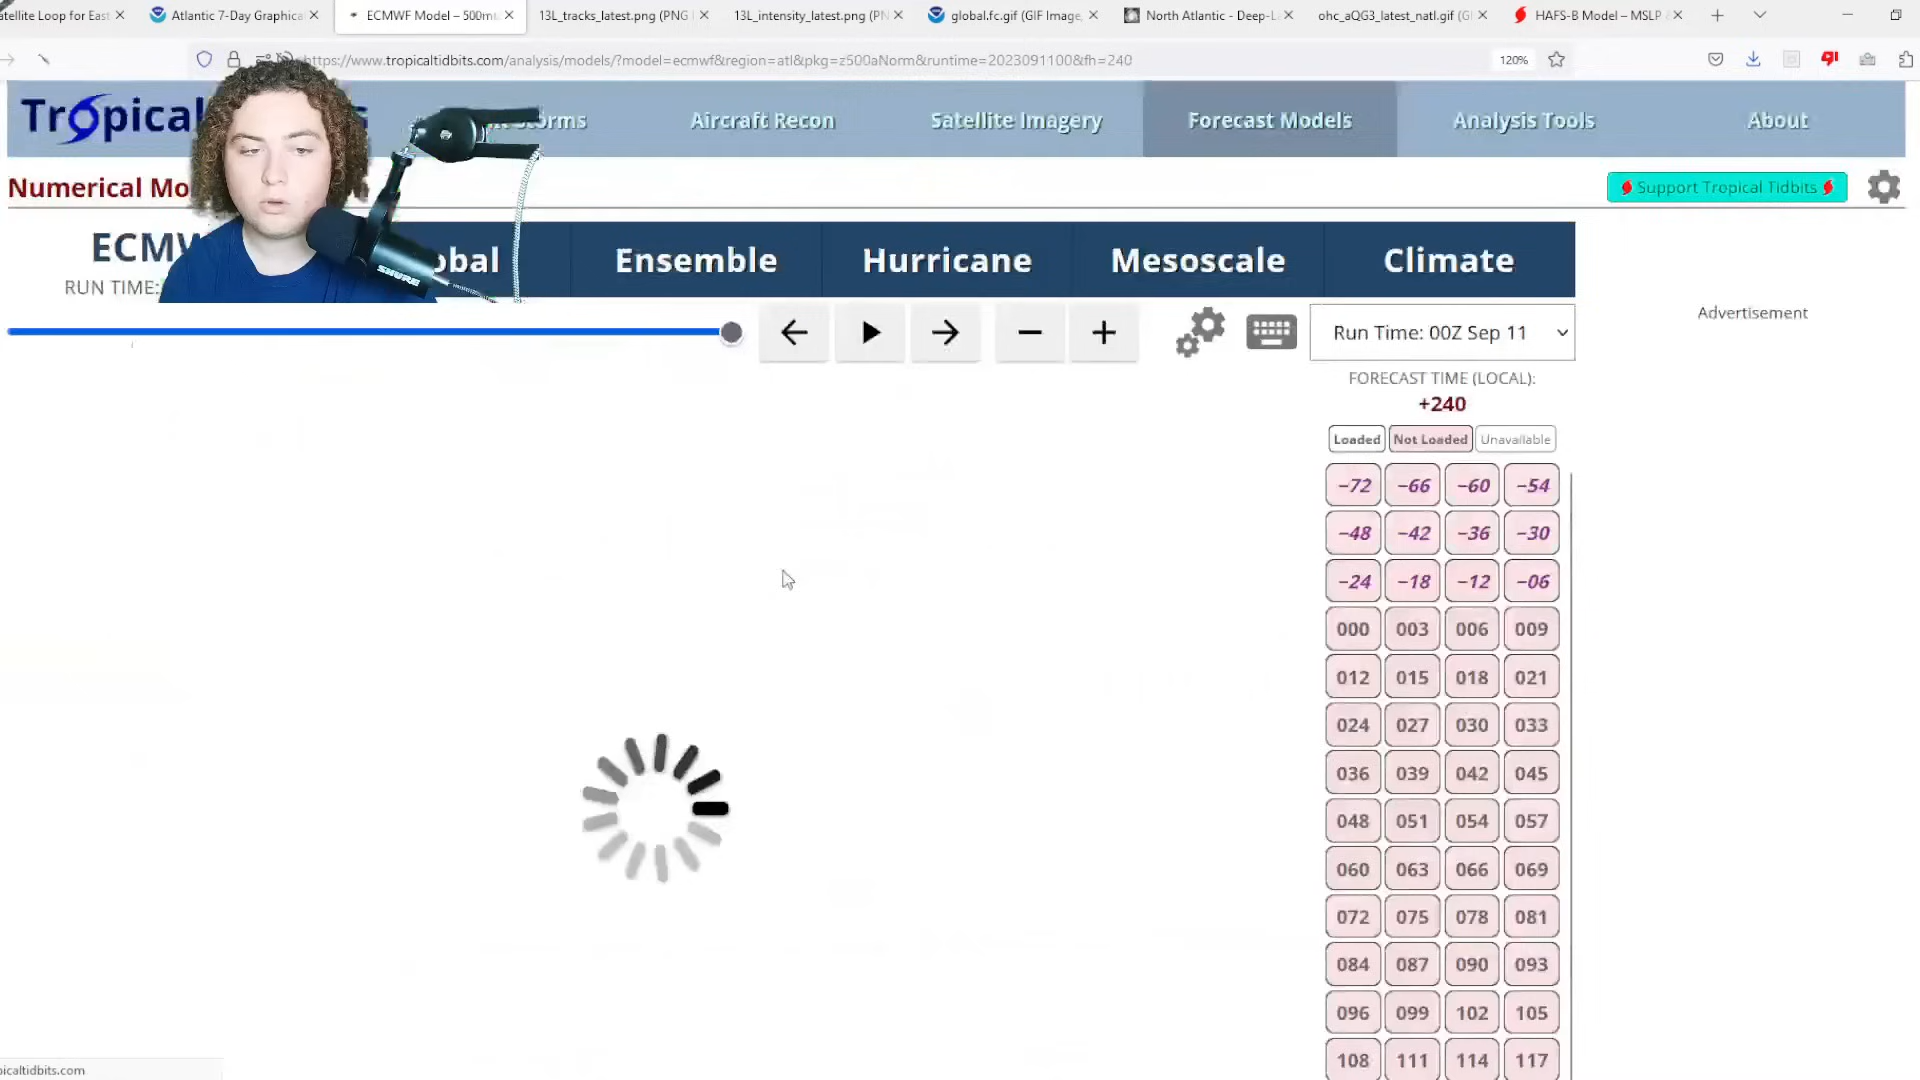 atellite Loop for East
Atlantic 7-Day Graphica
ECMWF Model – 500m
13L_tracks_latest.png (PNG I
13L_intensity_latest.png (PN
global.fc.gif (GIF Image,
North Atlantic - Deep-L
ohc_aQG3_latest_natl.gif (GI
HAFS-B Model – MSLP
https://www.tropicaltidbits.com/analysis/models/?model=ecmwf&region=atl&pkg=z500aNorm&runtime=2023091100&fh=240
120%
Tropical
Storms
Aircraft Recon
Satellite Imagery
Forecast Models
Analysis Tools
About
Numerical Mo
Support Tropical Tidbits
ECMW
RUN TIME:
obal
Ensemble
Hurricane
Mesoscale
Climate
Run Time: 00Z Sep 11
Advertisement
FORECAST TIME (LOCAL):
+240
Loaded Not Loaded Unavailable
−72 −66 −60 −54
−48 −42 −36 −30
−24 −18 −12 −06
000 003 006 009
012 015 018 021
024 027 030 033
036 039 042 045
048 051 054 057
060 063 066 069
072 075 078 081
084 087 090 093
096 099 102 105
108 111 114 117
SHURE
picaltidbits.com